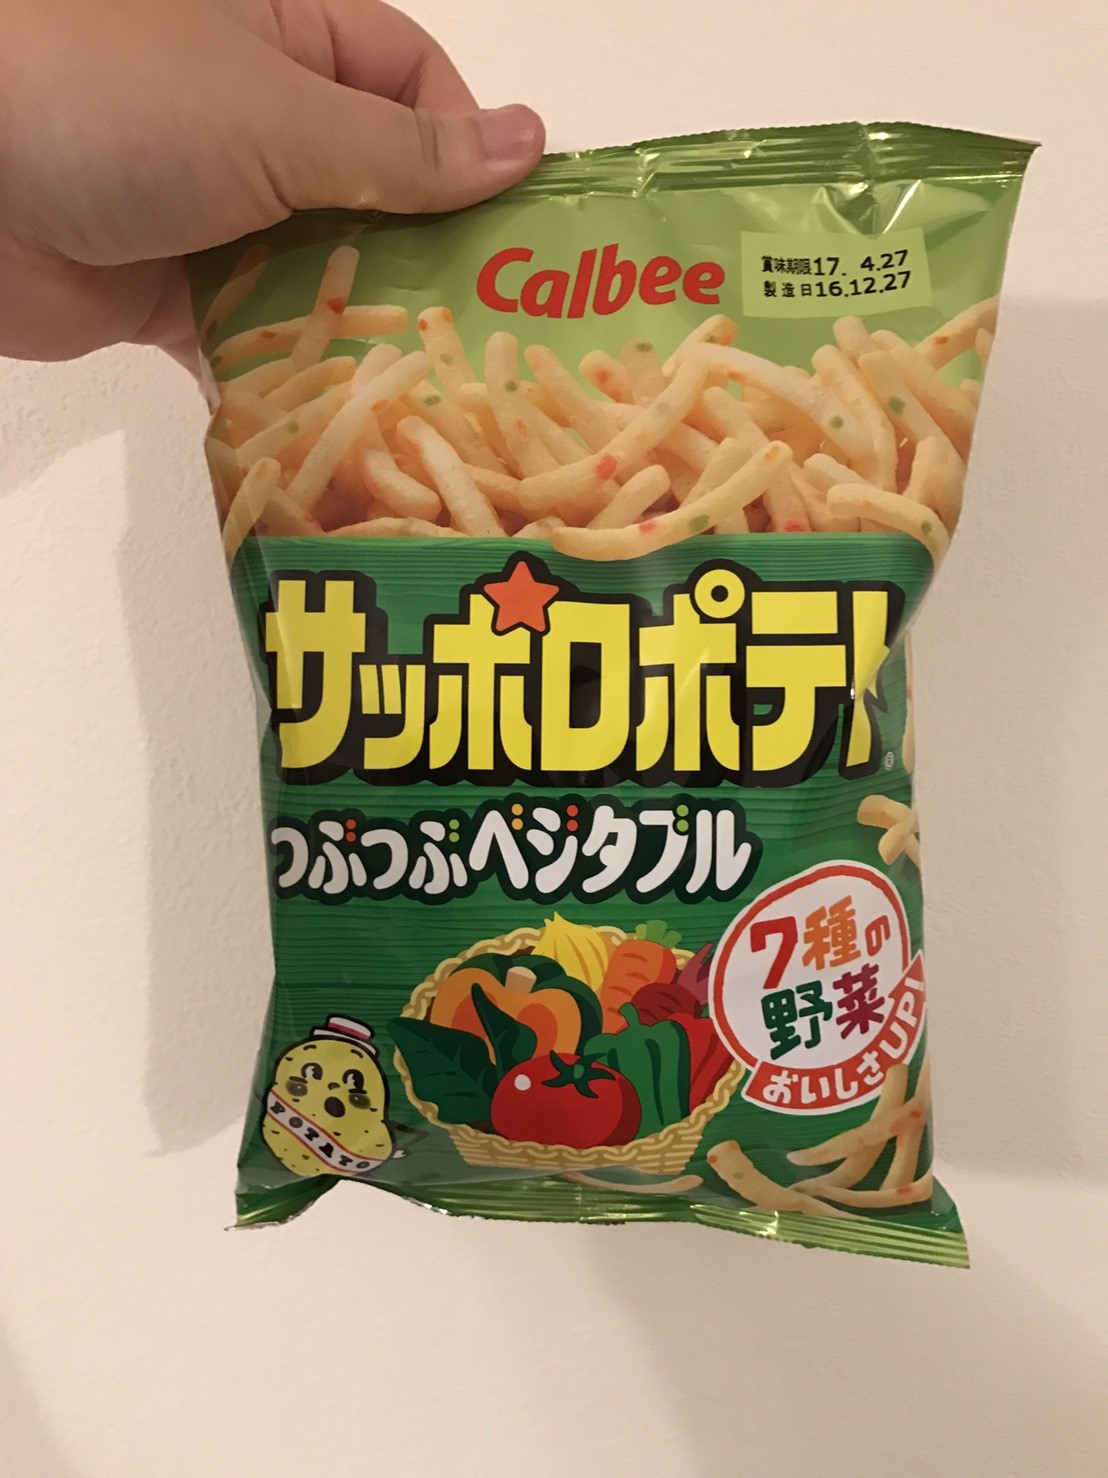 Calbee
賞味期限17. 4.27
製造日16.12.27
サッポロポテト
®
つぶつぶベジタブル
7種の
野菜
おいしさUP!
POTATO